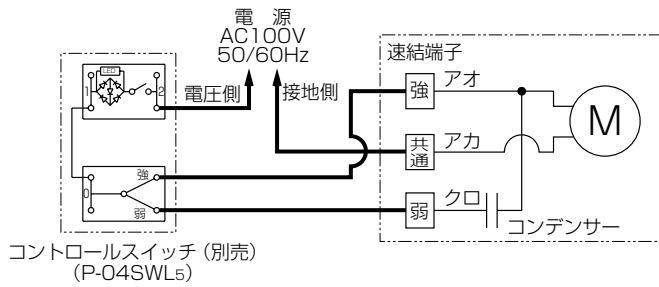 電源
AC100V
50/60Hz
LED
1
2
電圧側
接地側
速結端子
強
アオ
M
共通
アカ
0
強
弱
弱
クロ
コンデンサー
コントロールスイッチ（別売）
（P-04SWL5）